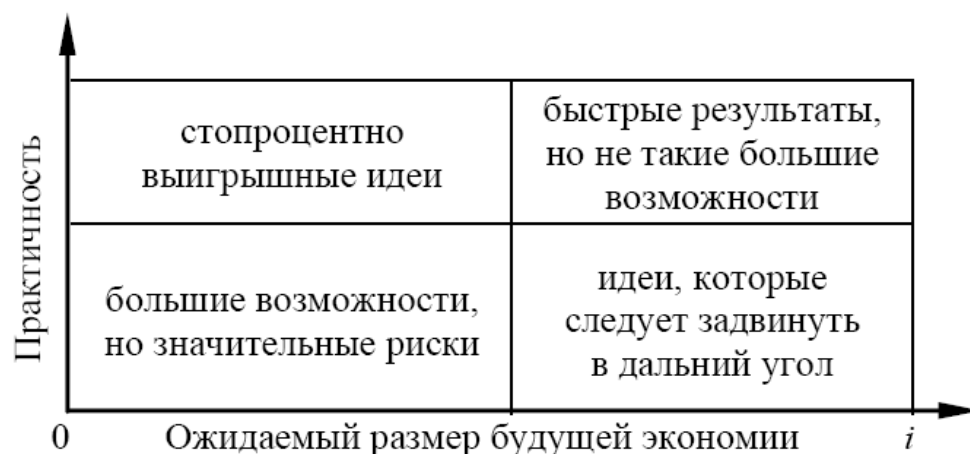 Практичность
стопроцентно
выигрышные идеи
быстрые результаты,
но не такие большие
возможности
большие возможности,
но значительные риски
идеи, которые
следует задвинуть
в дальний угол
0 Ожидаемый размер будущей экономии i